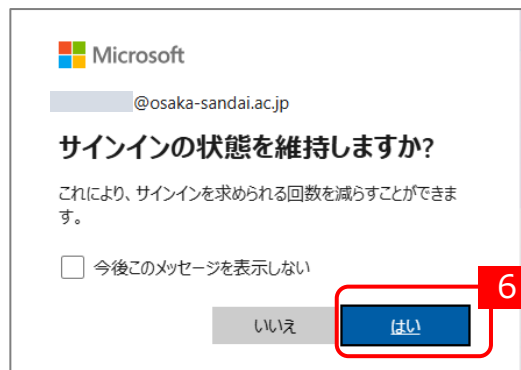 Microsoft
@osaka-sandai.ac.jp
サインインの状態を維持しますか?
これにより、サインインを求められる回数を減らすことができま
す。
今後このメッセージを表示しない
6
いいえ
はい